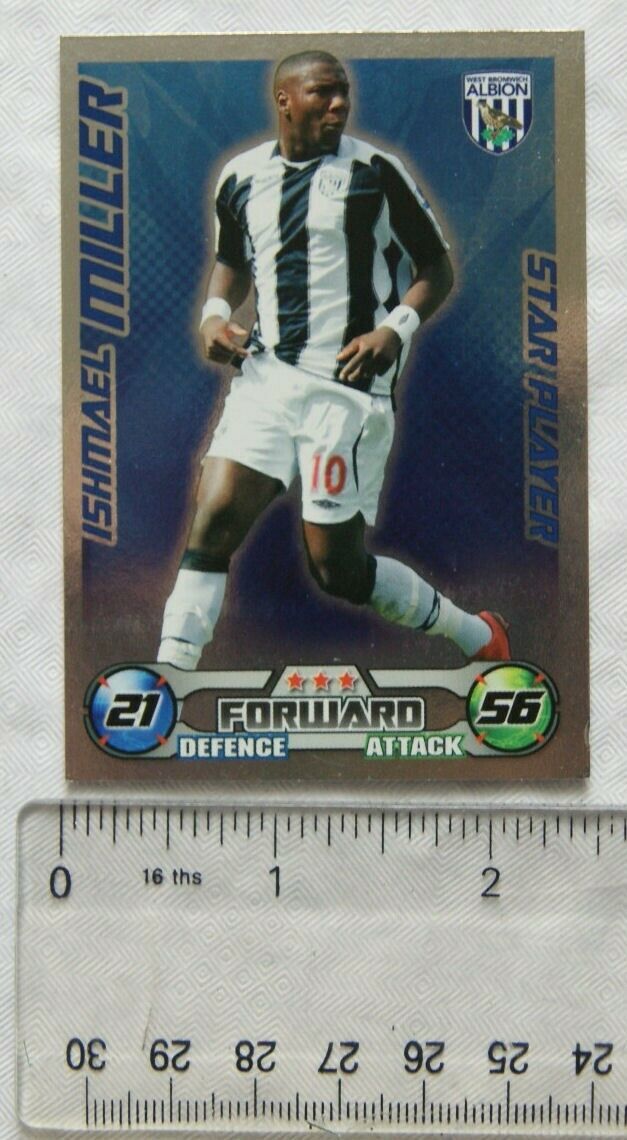 WEST BROMWICH
ALBION
ISHMAEL MILLER
STAR PLAYER
10
21
FORWARD
56
DEFENCE
ATTACK
0
16 ths
1
2
30
29
28
27
26
25
24